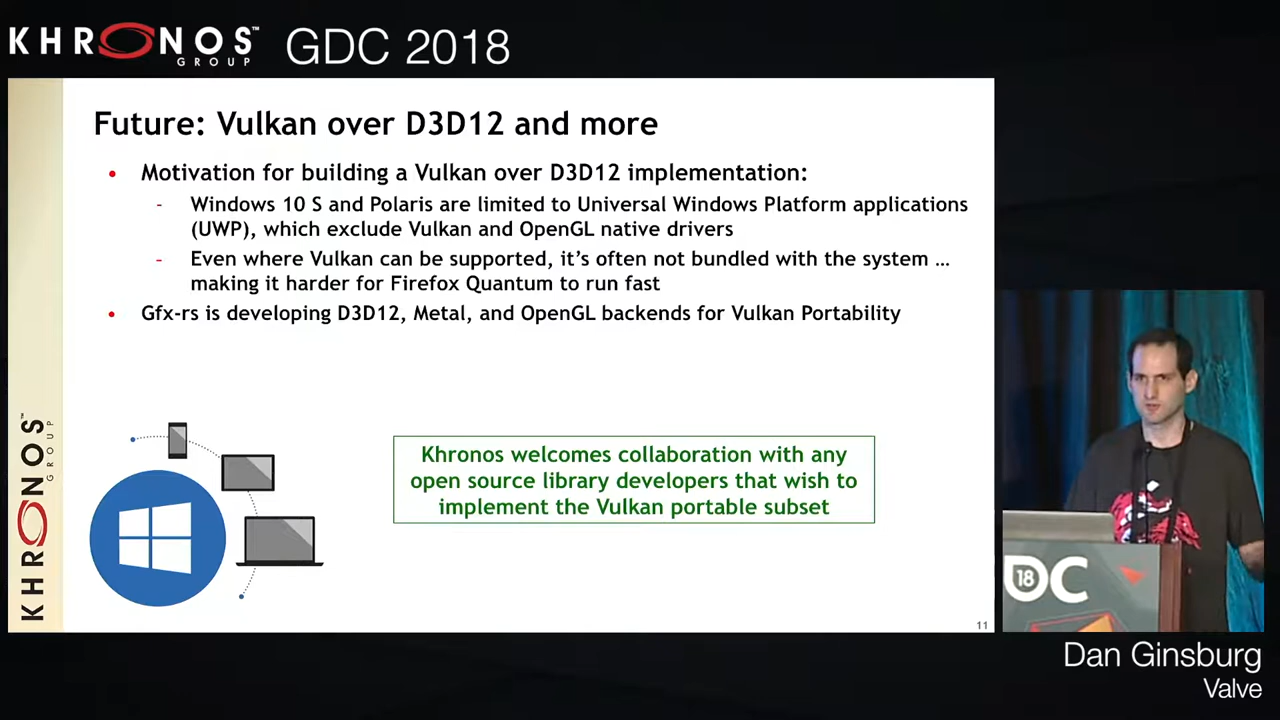 KHRONOS™ GROUP GDC 2018
Future: Vulkan over D3D12 and more
• Motivation for building a Vulkan over D3D12 implementation:
- Windows 10 S and Polaris are limited to Universal Windows Platform applications
(UWP), which exclude Vulkan and OpenGL native drivers
- Even where Vulkan can be supported, it’s often not bundled with the system …
making it harder for Firefox Quantum to run fast
• Gfx-rs is developing D3D12, Metal, and OpenGL backends for Vulkan Portability
Khronos welcomes collaboration with any
open source library developers that wish to
implement the Vulkan portable subset
KHRONOS™ GROUP
11
18
DC
Dan Ginsburg
Valve